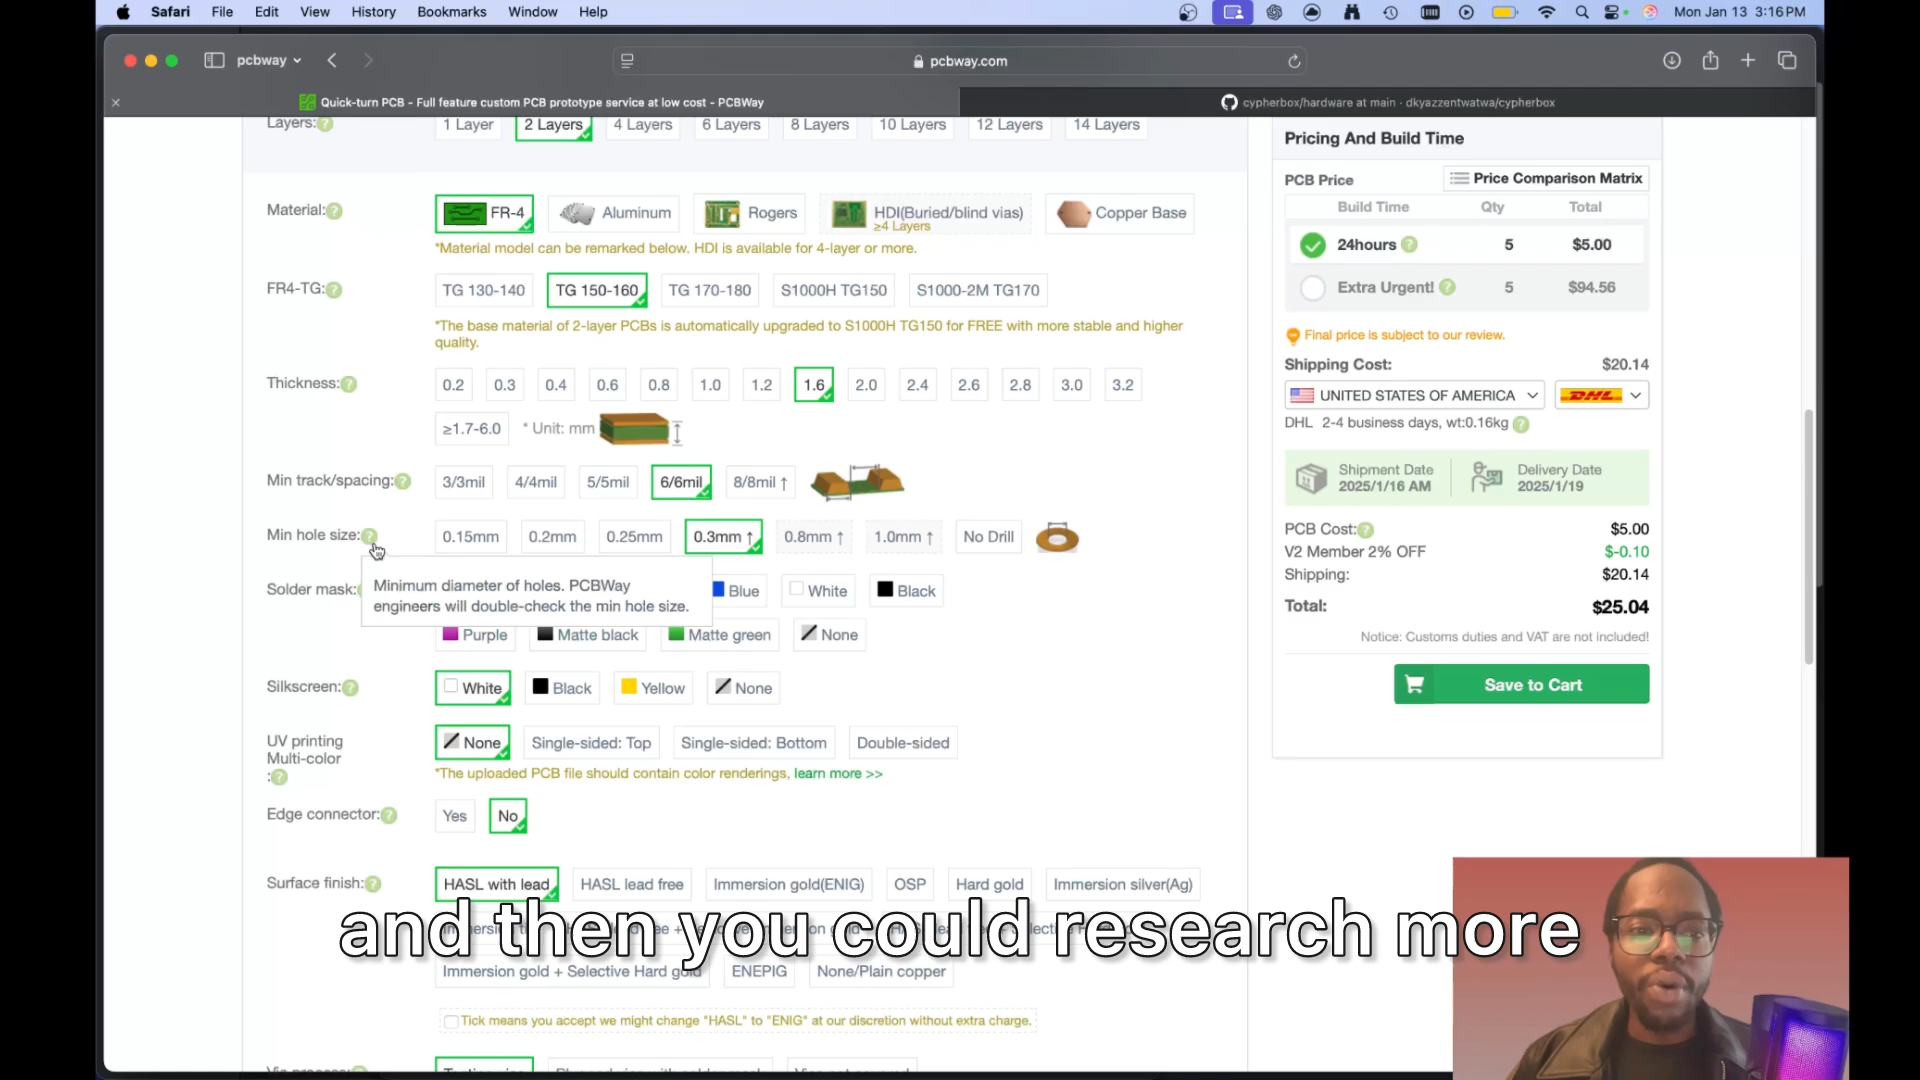 Safari File Edit View History Bookmarks Window Help Mon Jan 13 3:16 PM
pcbway pcbway.com
Quick-turn PCB - Full feature custom PCB prototype service at low cost - PCBWay
cypherbox/hardware at main · dkyazzentwatwa/cypherbox
Layers:? 1 Layer 2 Layers 4 Layers 6 Layers 8 Layers 10 Layers 12 Layers 14 Layers
Material:? FR-4 Aluminum Rogers HDI(Buried/blind vias) Copper Base
≥4 Layers
*Material model can be remarked below. HDI is available for 4-layer or more.
FR4-TG:? TG 130-140 TG 150-160 TG 170-180 S1000H TG150 S1000-2M TG170
*The base material of 2-layer PCBs is automatically upgraded to S1000H TG150 for FREE with more stable and higher
quality.
Thickness:? 0.2 0.3 0.4 0.6 0.8 1.0 1.2 1.6 2.0 2.4 2.6 2.8 3.0 3.2
≥1.7-6.0 * Unit: mm
Min track/spacing:? 3/3mil 4/4mil 5/5mil 6/6mil 8/8mil ↑
Min hole size:? 0.15mm 0.2mm 0.25mm 0.3mm ↑ 0.8mm ↑ 1.0mm ↑ No Drill
Minimum diameter of holes. PCBWay
engineers will double-check the min hole size.
Solder mask: Blue White Black
Purple Matte black Matte green None
Silkscreen:? White Black Yellow None
UV printing
Multi-color
:?
None Single-sided: Top Single-sided: Bottom Double-sided
*The uploaded PCB file should contain color renderings, learn more >>
Edge connector:? Yes No
Surface finish:? HASL with lead HASL lead free Immersion gold(ENIG) OSP Hard gold Immersion silver(Ag)
Immersion gold + Selective Hard gold ENEPIG None/Plain copper
Tick means you accept we might change "HASL" to "ENIG" at our discretion without extra charge.
Pricing And Build Time
PCB Price Price Comparison Matrix
Build Time Qty Total
24hours ? 5 $5.00
Extra Urgent! ? 5 $94.56
Final price is subject to our review.
Shipping Cost: $20.14
UNITED STATES OF AMERICA DHL
DHL 2-4 business days, wt:0.16kg ?
Shipment Date
2025/1/16 AM
Delivery Date
2025/1/19
PCB Cost:? $5.00
V2 Member 2% OFF $-0.10
Shipping: $20.14
Total: $25.04
Notice: Customs duties and VAT are not included!
Save to Cart
and then you could research more